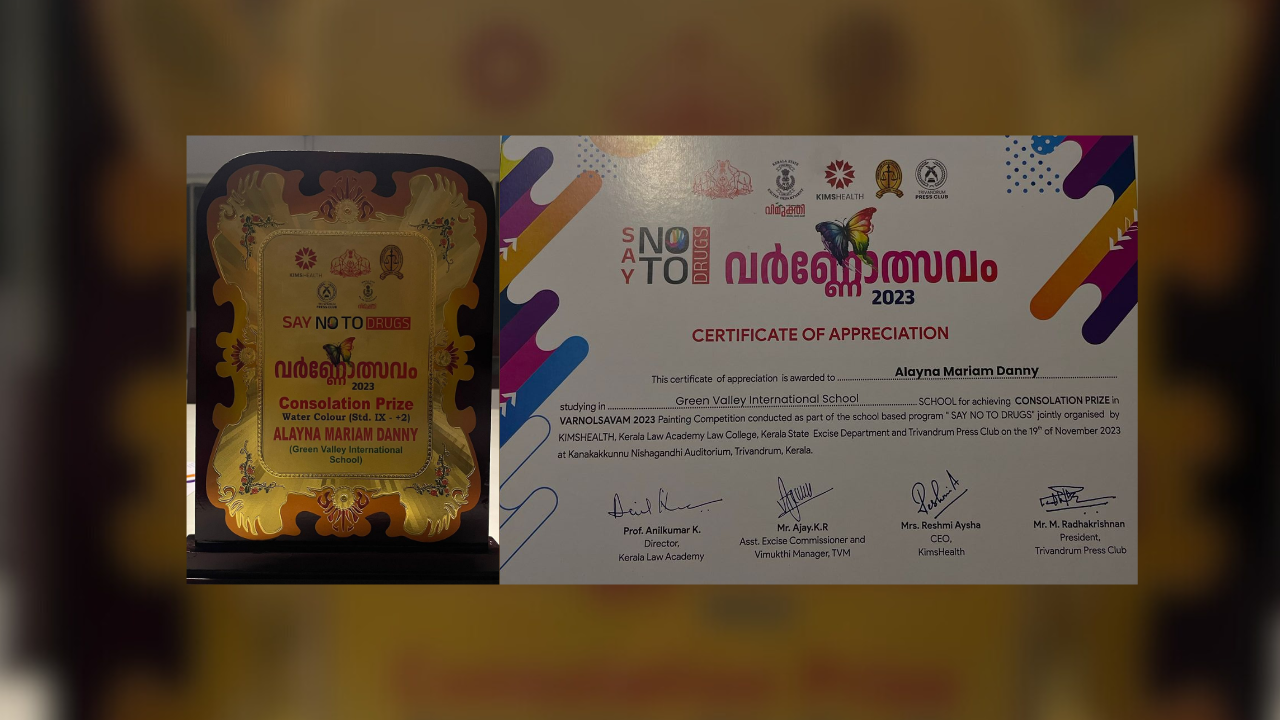 KIMSHEALTH
SAY NO TO DRUGS
വർണ്ണോത്സവം
2023
Consolation Prize
Water Colour (Std. IX - +2)
ALAYNA MARIAM DANNY
(Green Valley International
School)
KIMSHEALTH
TRIVANDRUM
PRESS CLUB
വിമുക്തി
SAY NO TO DRUGS
വർണ്ണോത്സവം
2023
CERTIFICATE OF APPRECIATION
This certificate of appreciation is awarded to Alayna Mariam Danny
studying in Green Valley International School SCHOOL for achieving CONSOLATION PRIZE in
VARNOLSAVAM 2023 Painting Competition conducted as part of the school based program " SAY NO TO DRUGS" jointly organised by
KIMSHEALTH, Kerala Law Academy Law College, Kerala State Excise Department and Trivandrum Press Club on the 19th of November 2023
at Kanakakkunnu Nishagandhi Auditorium, Trivandrum, Kerala.
Prof. Anilkumar K.
Director,
Kerala Law Academy
Mr. Ajay.K.R
Asst. Excise Commissioner and
Vimukthi Manager, TVM
Mrs. Reshmi Aysha
CEO,
KimsHealth
Mr. M. Radhakrishnan
President,
Trivandrum Press Club